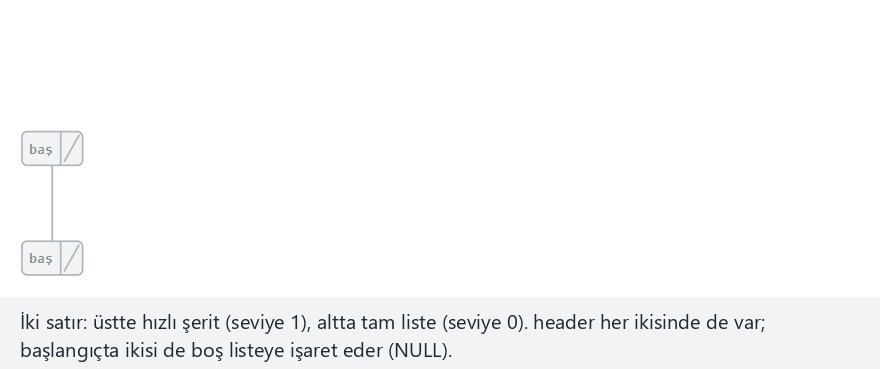 baş
baş
İki satır: üstte hızlı şerit (seviye 1), altta tam liste (seviye 0). header her ikisinde de var;
başlangıçta ikisi de boş listeye işaret eder (NULL).